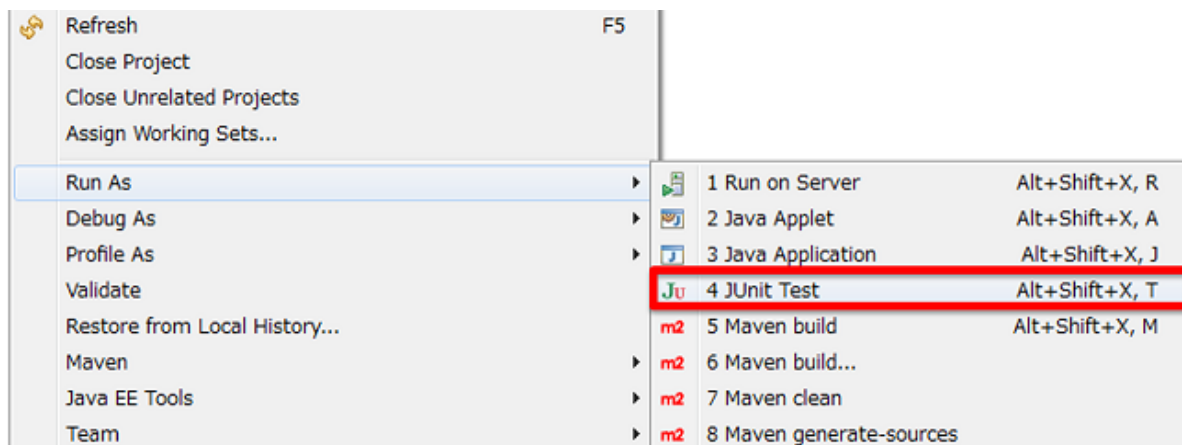 Refresh F5
Close Project
Close Unrelated Projects
Assign Working Sets...
Run As
Debug As
Profile As
Validate
Restore from Local History...
Maven
Java EE Tools
Team
1 Run on Server Alt+Shift+X, R
2 Java Applet Alt+Shift+X, A
3 Java Application Alt+Shift+X, J
JU 4 JUnit Test Alt+Shift+X, T
m2 5 Maven build Alt+Shift+X, M
m2 6 Maven build...
m2 7 Maven clean
m2 8 Maven generate-sources